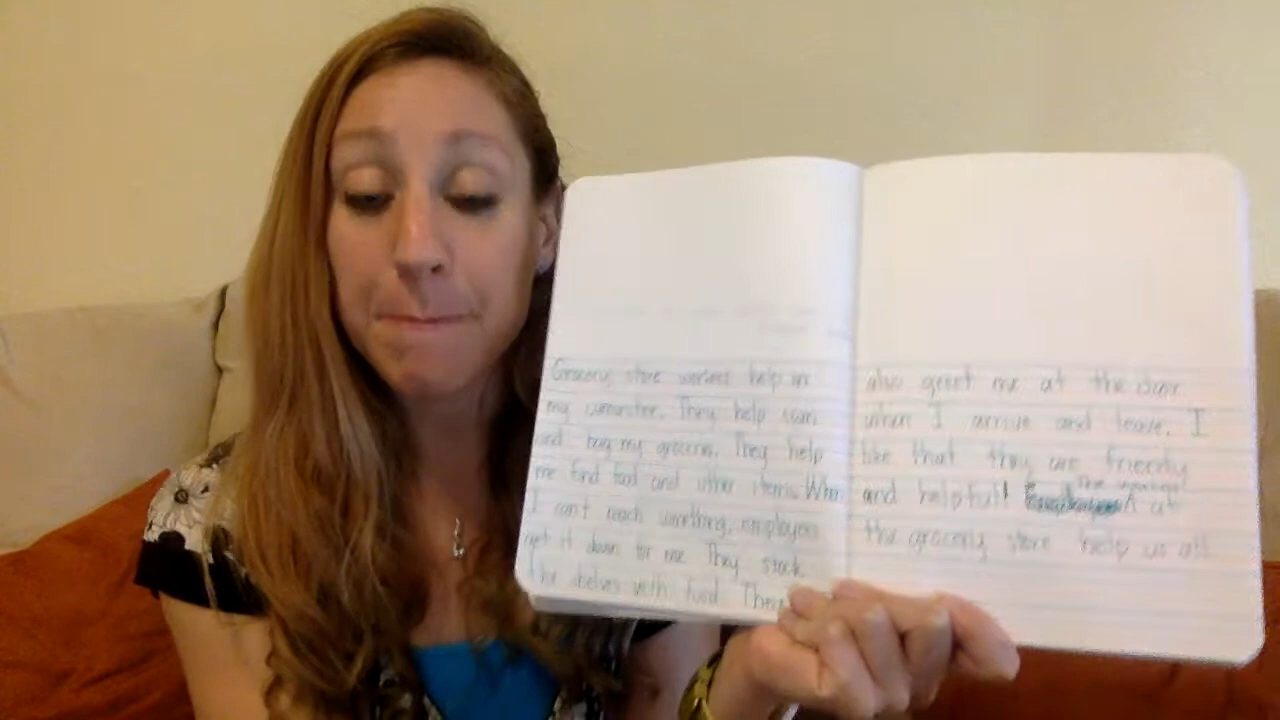 Grocery store workers help in
my community. They help scan
and bag my groceries. They help
me find food and other items. When
I can't reach something, employees
get it down for me. They stock
the shelves with food. They
also greet me at the door
when I arrive and leave. I
like that they are friendly
The workers
and helpful! ^ at
the grocery store help us all